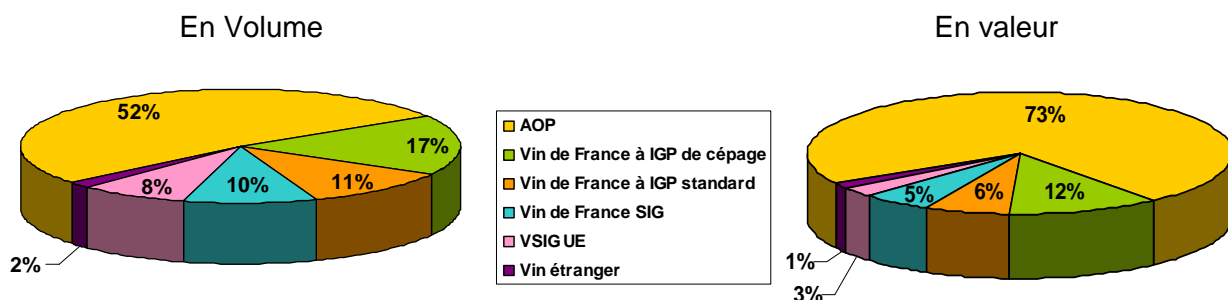 En Volume
52%
17%
11%
10%
8%
2%
AOP
Vin de France à IGP de cépage
Vin de France à IGP standard
Vin de France SIG
VSIG UE
Vin étranger
En valeur
73%
12%
6%
5%
3%
1%